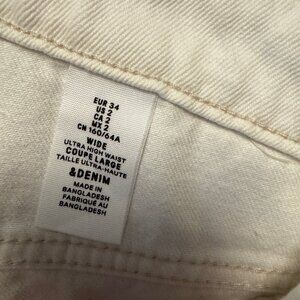 EUR 34
US 2
CA 2
MX 2
CN 160/64A
WIDE
ULTRA HIGH WAIST
COUPE LARGE
TAILLE ULTRA-HAUTE
&DENIM
MADE IN
BANGLADESH
FABRIQUÉ AU
BANGLADESH